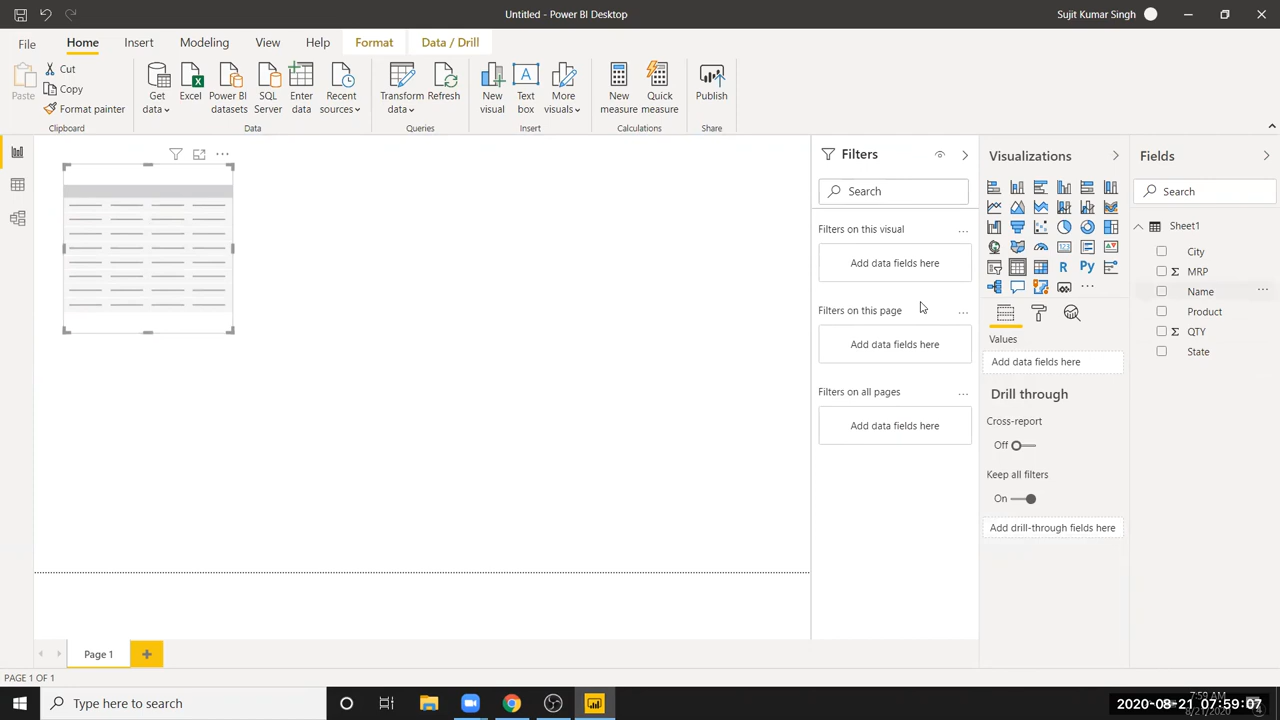 Untitled - Power BI Desktop
Sujit Kumar Singh
File
Home
Insert
Modeling
View
Help
Format
Data / Drill
Paste
Cut
Copy
Format painter
Clipboard
Get data
Excel
Power BI datasets
SQL Server
Enter data
Recent sources
Data
Transform data
Refresh
Queries
New visual
Text box
More visuals
Insert
New measure
Quick measure
Calculations
Publish
Share
Filters
Search
Filters on this visual
Add data fields here
Filters on this page
Add data fields here
Filters on all pages
Add data fields here
Visualizations
Values
Add data fields here
Drill through
Cross-report
Off
Keep all filters
On
Add drill-through fields here
Fields
Search
Sheet1
City
MRP
Name
Product
QTY
State
Page 1
PAGE 1 OF 1
Type here to search
7:59 AM
2020-08-21 07:59:07
8/21/2020